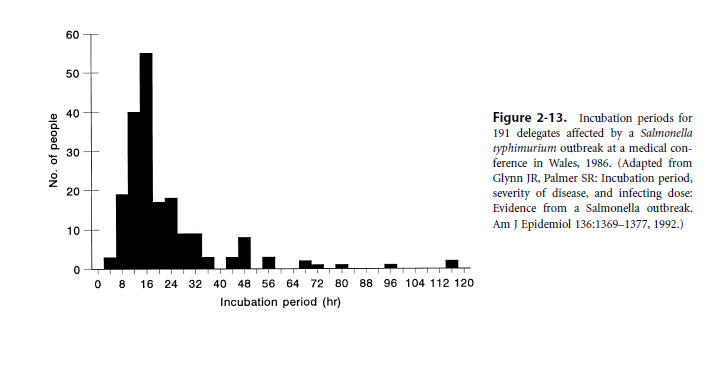 60
50
40
30
20
10
0
No. of people
0 8 16 24 32 40 48 56 64 72 80 88 96 104 112 120
Incubation period (hr)
Figure 2-13. Incubation periods for
191 delegates affected by a Salmonella
typhimurium outbreak at a medical con-
ference in Wales, 1986. (Adapted from
Glynn JR, Palmer SR: Incubation period,
severity of disease, and infecting dose:
Evidence from a Salmonella outbreak.
Am J Epidemiol 136:1369–1377, 1992.)